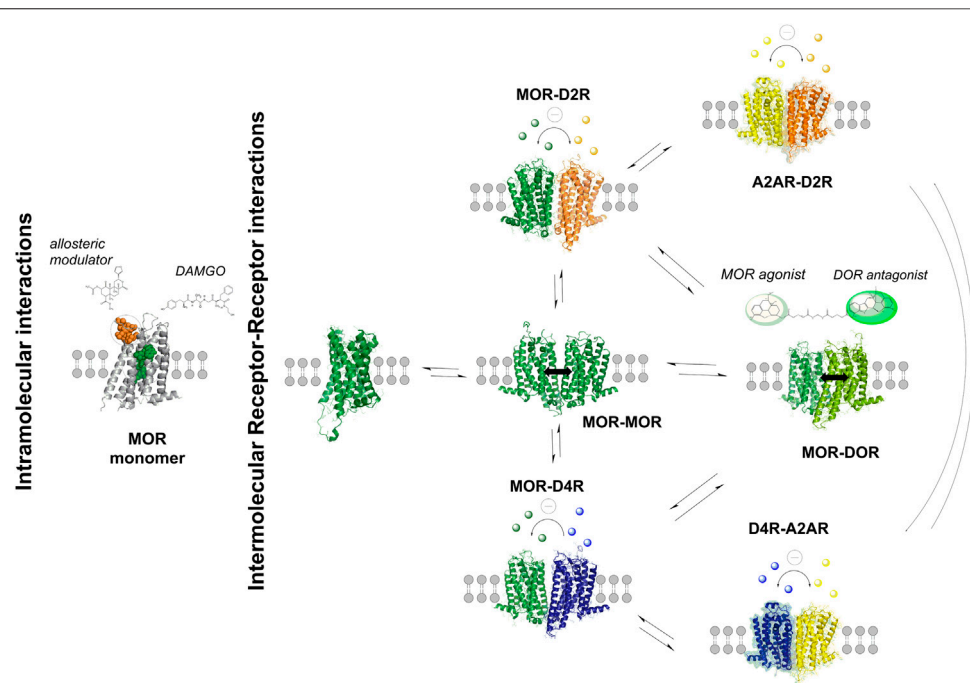 Intramolecular interactions
allosteric
modulator
DAMGO
MOR
monomer
Intermolecular Receptor-Receptor interactions
MOR-D2R
A2AR-D2R
MOR agonist
DOR antagonist
MOR-MOR
MOR-DOR
MOR-D4R
D4R-A2AR